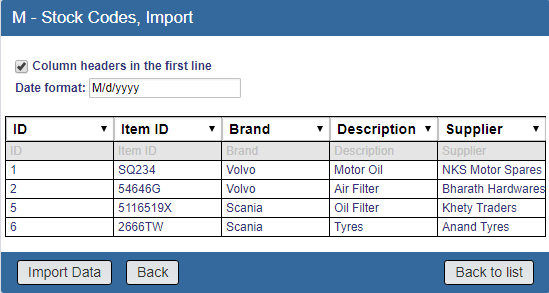 M - Stock Codes, Import
Column headers in the first line
Date format: M/d/yyyy
ID Item ID Brand Description Supplier
ID Item ID Brand Description Supplier
1 SQ234 Volvo Motor Oil NKS Motor Spares
2 54646G Volvo Air Filter Bharath Hardwares
5 5116519X Scania Oil Filter Khety Traders
6 2666TW Scania Tyres Anand Tyres
Import Data Back Back to list